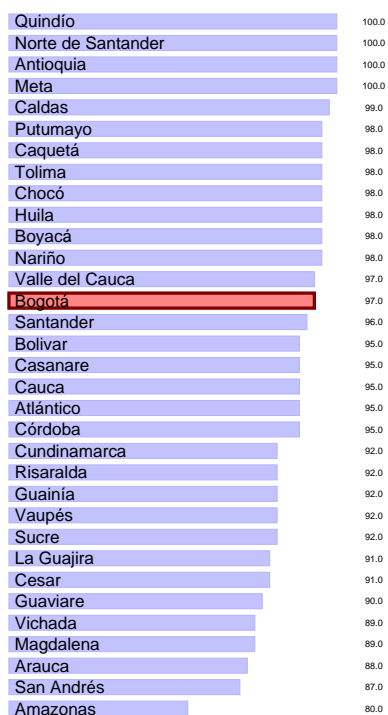 Quindío 100.0
Norte de Santander 100.0
Antioquia 100.0
Meta 100.0
Caldas 99.0
Putumayo 98.0
Caquetá 98.0
Tolima 98.0
Chocó 98.0
Huila 98.0
Boyacá 98.0
Nariño 98.0
Valle del Cauca 97.0
Bogotá 97.0
Santander 96.0
Bolivar 95.0
Casanare 95.0
Cauca 95.0
Atlántico 95.0
Córdoba 95.0
Cundinamarca 92.0
Risaralda 92.0
Guainía 92.0
Vaupés 92.0
Sucre 92.0
La Guajira 91.0
Cesar 91.0
Guaviare 90.0
Vichada 89.0
Magdalena 89.0
Arauca 88.0
San Andrés 87.0
Amazonas 80.0